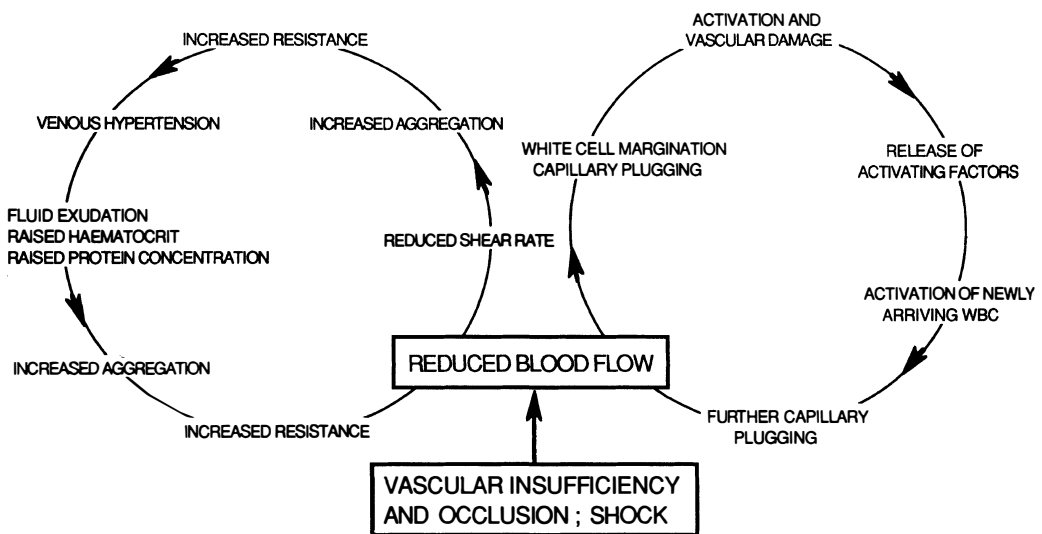 INCREASED RESISTANCE
VENOUS HYPERTENSION
INCREASED AGGREGATION
FLUID EXUDATION
RAISED HAEMATOCRIT
RAISED PROTEIN CONCENTRATION
REDUCED SHEAR RATE
INCREASED AGGREGATION
INCREASED RESISTANCE
ACTIVATION AND
VASCULAR DAMAGE
WHITE CELL MARGINATION
CAPILLARY PLUGGING
RELEASE OF
ACTIVATING FACTORS
ACTIVATION OF NEWLY
ARRIVING WBC
FURTHER CAPILLARY
PLUGGING
REDUCED BLOOD FLOW
VASCULAR INSUFFICIENCY
AND OCCLUSION ; SHOCK